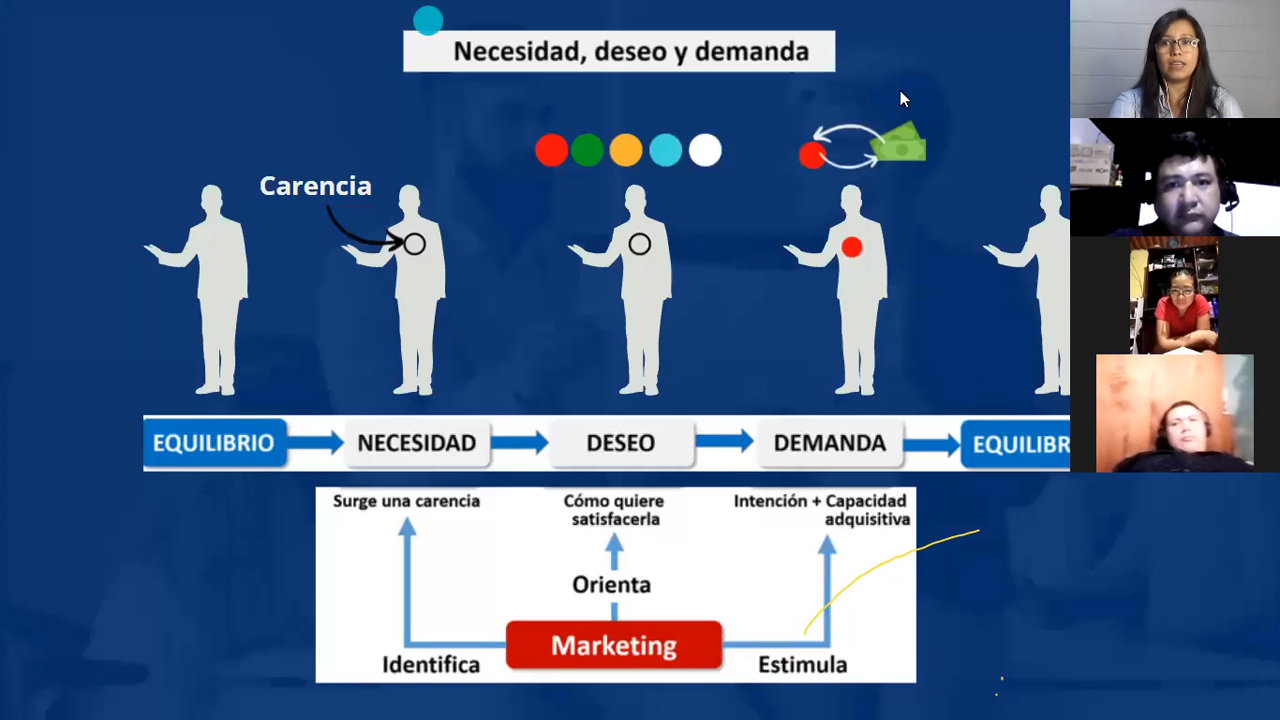 Necesidad, deseo y demanda
Carencia
EQUILIBRIO
NECESIDAD
DESEO
DEMANDA
EQUILIBR
Surge una carencia
Cómo quiere
satisfacerla
Intención + Capacidad
adquisitiva
Orienta
Marketing
Identifica
Estimula